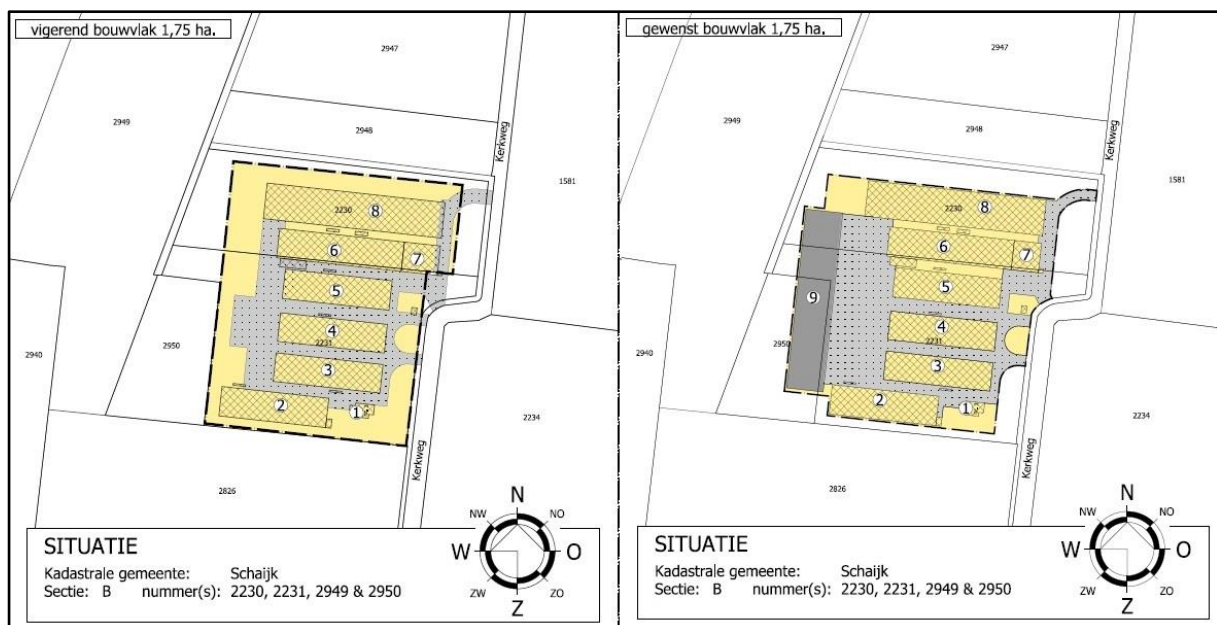 vigerend bouwvlak 1,75 ha.
2947
2949
2948
Kerkweg
1581
2230
8
6
7
5
4
2231
3
2950
2940
2
1
2234
Kerkweg
2826
SITUATIE
Kadastrale gemeente: Schaijk
Sectie: B nummer(s): 2230, 2231, 2949 & 2950
N
NW NO
W O
ZW ZO
Z
gewenst bouwvlak 1,75 ha.
2947
2949
2948
Kerkweg
1581
2230
8
6
7
5
9
4
2231
3
2950
2940
2
1
2234
Kerkweg
2826
SITUATIE
Kadastrale gemeente: Schaijk
Sectie: B nummer(s): 2230, 2231, 2949 & 2950
N
NW NO
W O
ZW ZO
Z